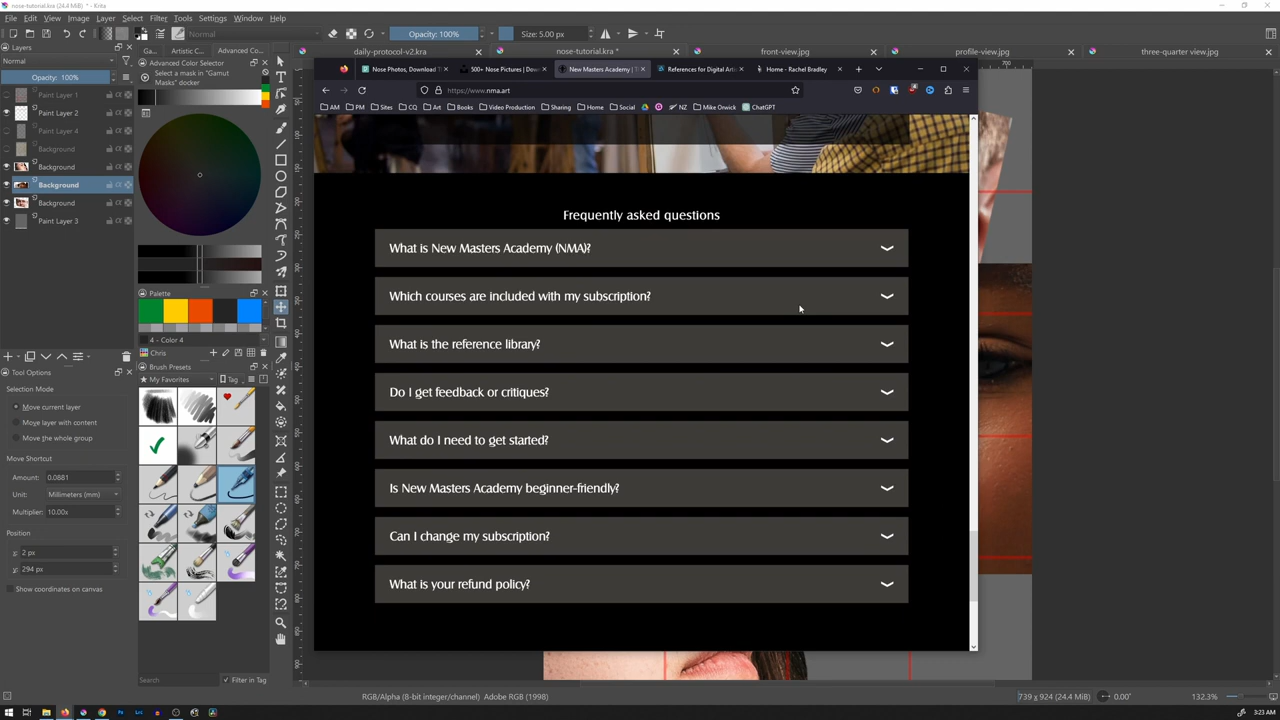 nose-tutorial.kra (24.4 MiB) * - Krita
File Edit View Image Layer Select Filter Tools Settings Window Help
Normal Opacity: 100% Size: 5.00 px
daily-protocol-v2.kra nose-tutorial.kra * front-view.jpg profile-view.jpg three-quarter view.jpg
Layers
Normal
Opacity: 100%
Paint Layer 1
Paint Layer 2
Paint Layer 4
Background
Background
Background
Background
Paint Layer 3
Tool Options
Selection Mode
Move current layer
Move layer with content
Move the whole group
Move Shortcut
Amount: 0.0881
Unit: Millimeters (mm)
Multiplier: 10.00x
Position
x: 2 px
y: 294 px
Show coordinates on canvas
Ga... Artistic C... Advanced Co...
Advanced Color Selector
Select a mask in "Gamut
Masks" docker
Palette
4 - Color 4
Chris
Brush Presets
My Favorites Tag
Search Filter in Tag
Nose Photos, Download 500+ Nose Pictures | Dow New Masters Academy | T References for Digital Artis Home - Rachel Bradley
https://www.nma.art
AM PM Sites CQ Art Books Video Production Sharing Home Social NZ Mike Orwick ChatGPT
Frequently asked questions
What is New Masters Academy (NMA)?
Which courses are included with my subscription?
What is the reference library?
Do I get feedback or critiques?
What do I need to get started?
Is New Masters Academy beginner-friendly?
Can I change my subscription?
What is your refund policy?
700
RGB/Alpha (8-bit integer/channel) Adobe RGB (1998) 739 x 924 (24.4 MiB) 0.00° 132.3%
3:23 AM